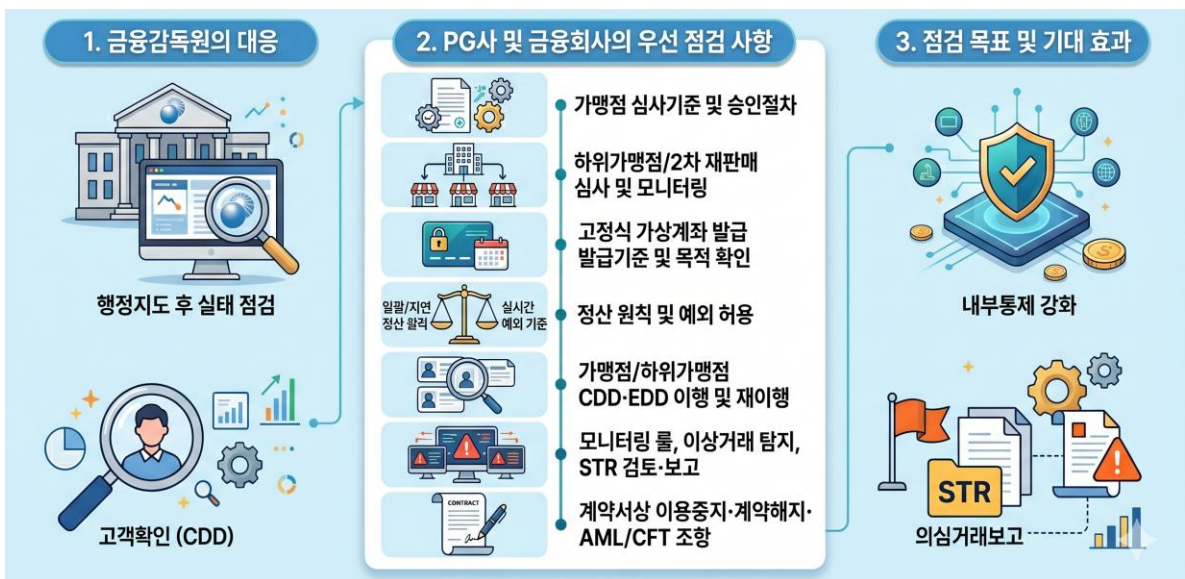 1. 금융감독원의 대응
행정지도 후 실태 점검
고객확인 (CDD)
2. PG사 및 금융회사의 우선 점검 사항
가맹점 심사기준 및 승인절차
하위가맹점/2차 재판매
심사 및 모니터링
고정식 가상계좌 발급
발급기준 및 목적 확인
일괄/지연
정산 왈력
실시간
예외 기준
정산 원칙 및 예외 허용
가맹점/하위가맹점
CDD·EDD 이행 및 재이행
모니터링 룰, 이상거래 탐지,
STR 검토·보고
CONTRACT
계약서상 이용중지·계약해지·
AML/CFT 조항
3. 점검 목표 및 기대 효과
내부통제 강화
STR
의심거래보고